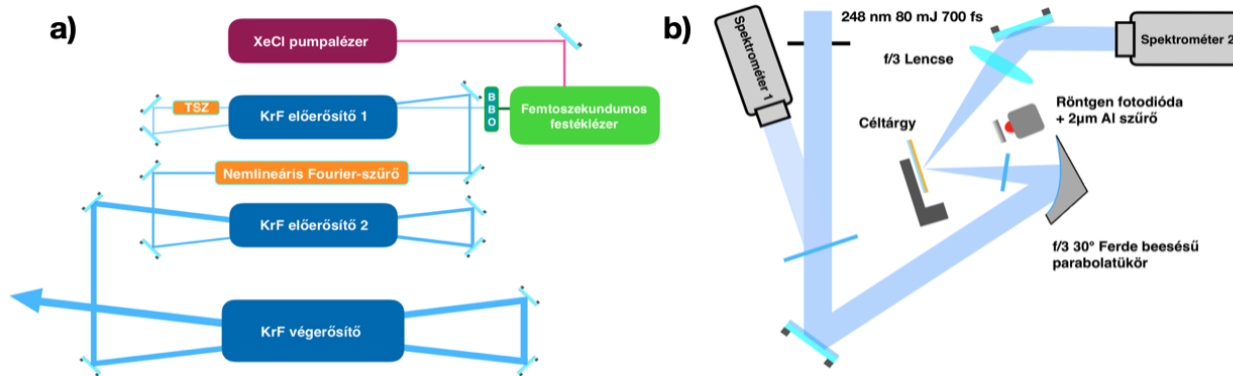 a)
XeCl pumpalézer
TSZ
KrF előerősítő 1
B
B
O
Femtoszekundumos
festéklézer
Nemlineáris Fourier-szűrő
KrF előerősítő 2
KrF végerősítő
b)
Spektrométer 1
248 nm 80 mJ 700 fs
f/3 Lencse
Spektrométer 2
Céltárgy
Röntgen fotodióda
+ 2µm Al szűrő
f/3 30° Ferde beesésű
parabolatükör